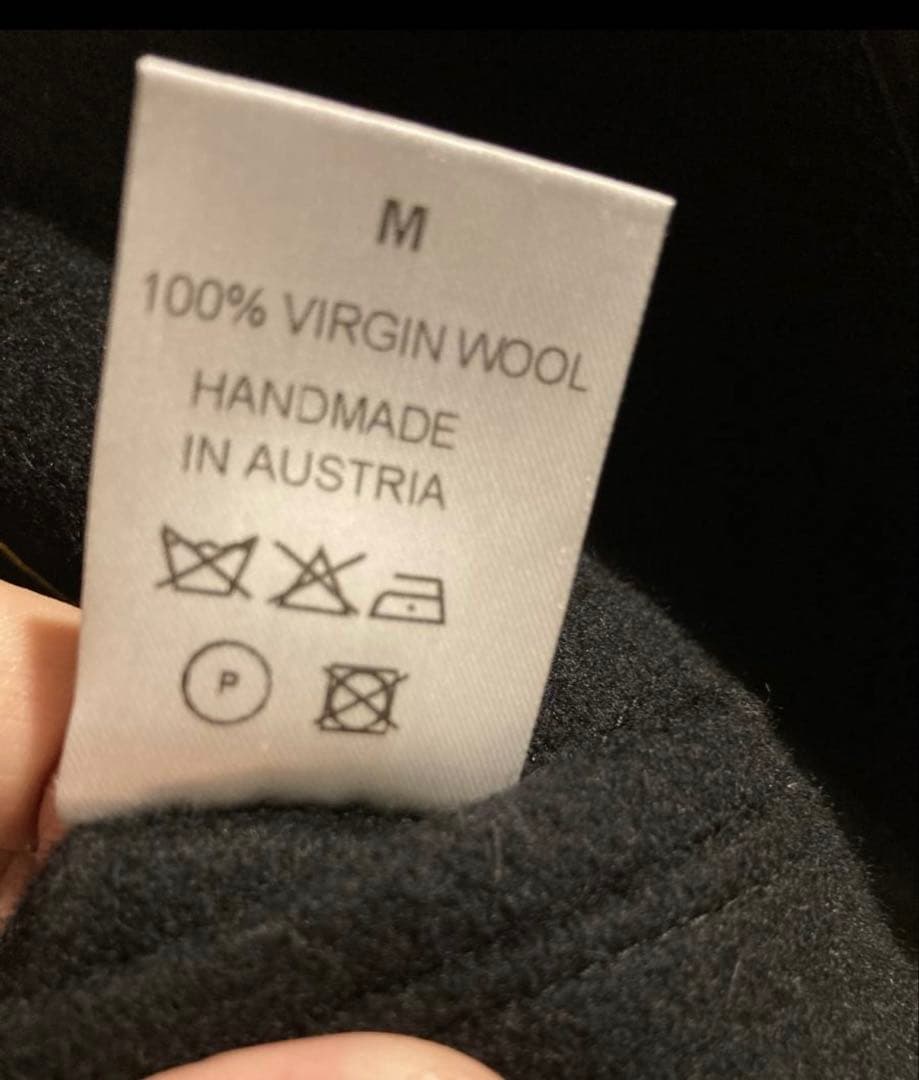 M
100% VIRGIN WOOL
HANDMADE
IN AUSTRIA
P